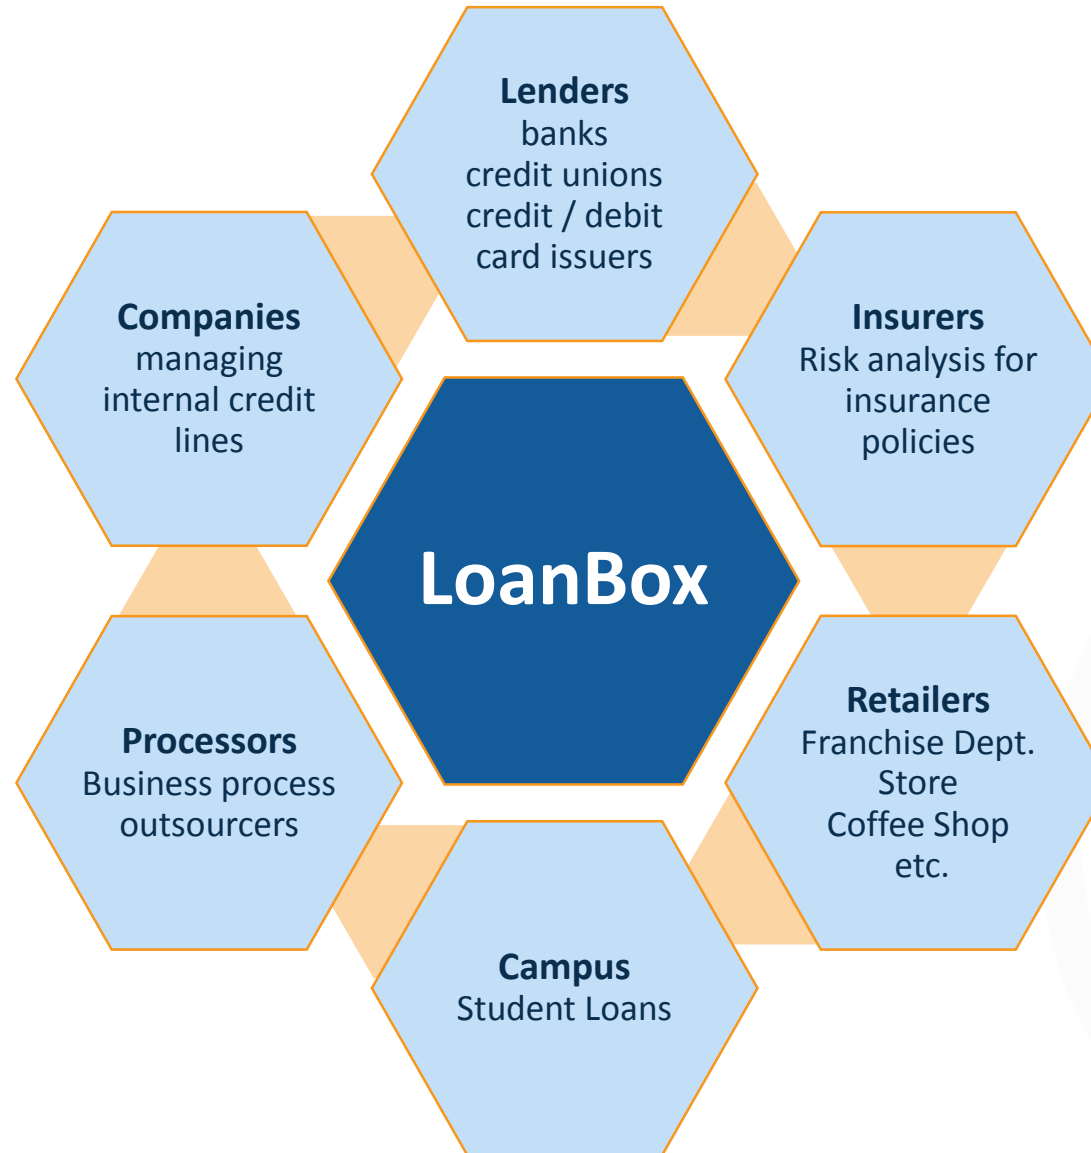 Lenders
banks
credit unions
credit / debit
card issuers
Companies
managing
internal credit
lines
Insurers
Risk analysis for
insurance
policies
LoanBox
Processors
Business process
outsourcers
Retailers
Franchise Dept.
Store
Coffee Shop
etc.
Campus
Student Loans